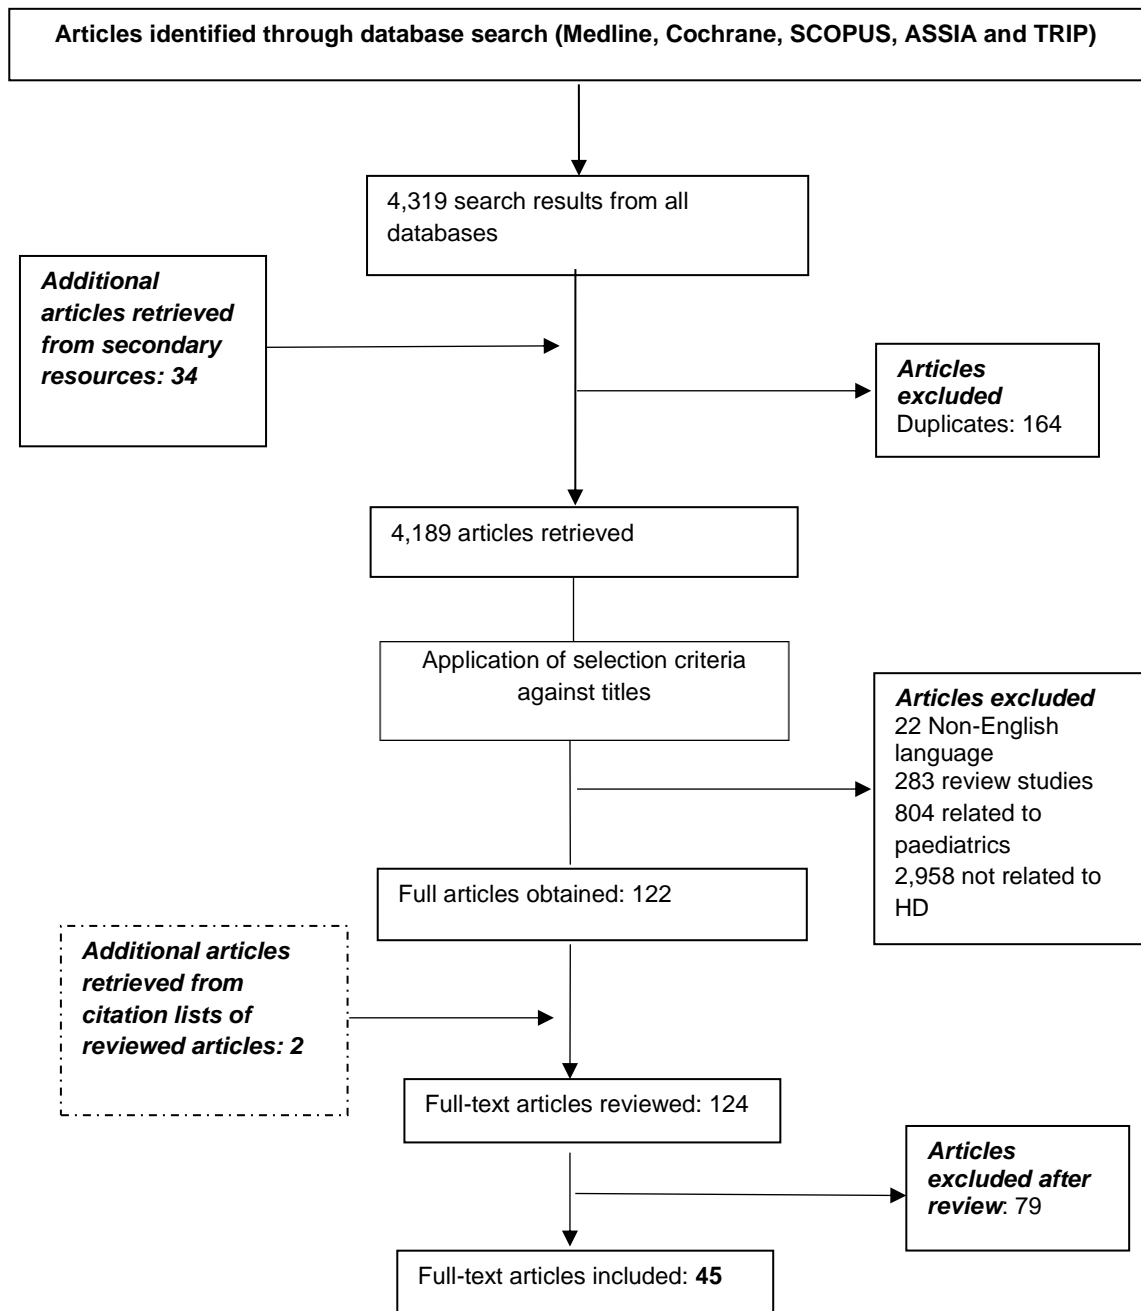 Articles identified through database search (Medline, Cochrane, SCOPUS, ASSIA and TRIP)
4,319 search results from all
databases
Additional
articles retrieved
from secondary
resources: 34
Articles
excluded
Duplicates: 164
4,189 articles retrieved
Application of selection criteria
against titles
Articles excluded
22 Non-English
language
283 review studies
804 related to
paediatrics
2,958 not related to
HD
Full articles obtained: 122
Additional articles
retrieved from
citation lists of
reviewed articles: 2
Full-text articles reviewed: 124
Articles
excluded after
review: 79
Full-text articles included: 45